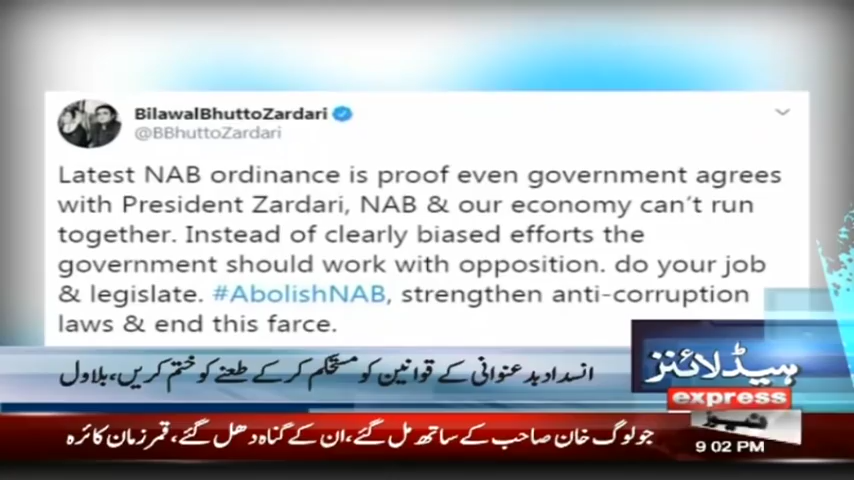 BilawalBhuttoZardari
@BBhuttoZardari
Latest NAB ordinance is proof even government agrees
with President Zardari, NAB & our economy can't run
together. Instead of clearly biased efforts the
government should work with opposition. do your job
& legislate. #AbolishNAB, strengthen anti-corruption
laws & end this farce.
انسداد بدعنوانی کے قوانین کو مستحکم کر کے طعنے کو ختم کریں، بلاول
ہیڈلائنز
express
نیوز
جو لوگ خان صاحب کے ساتھ مل گئے، ان کے گناہ دھل گئے، قمر زمان کائرہ
9:02 PM